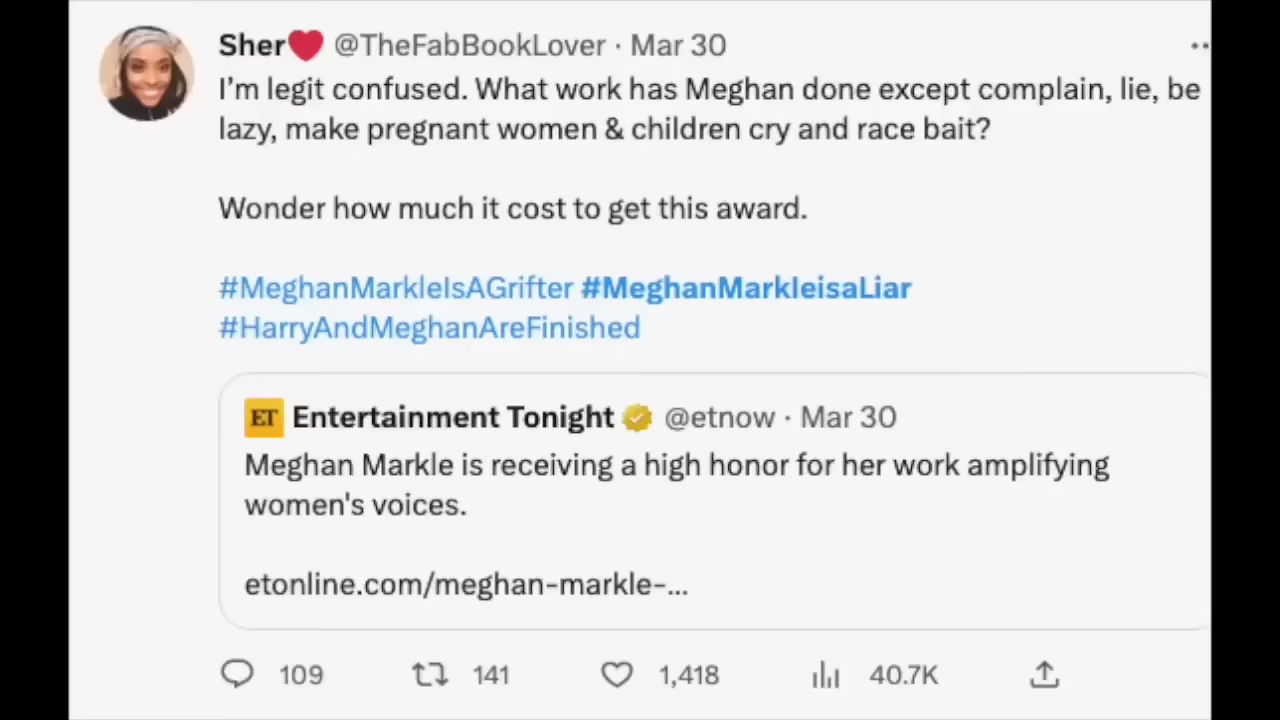 Sher❤️ @TheFabBookLover · Mar 30
I’m legit confused. What work has Meghan done except complain, lie, be
lazy, make pregnant women & children cry and race bait?
Wonder how much it cost to get this award.
#MeghanMarkleIsAGrifter #MeghanMarkleisaLiar
#HarryAndMeghanAreFinished
ET Entertainment Tonight @etnow · Mar 30
Meghan Markle is receiving a high honor for her work amplifying
women's voices.
etonline.com/meghan-markle-...
109 141 1,418 40.7K